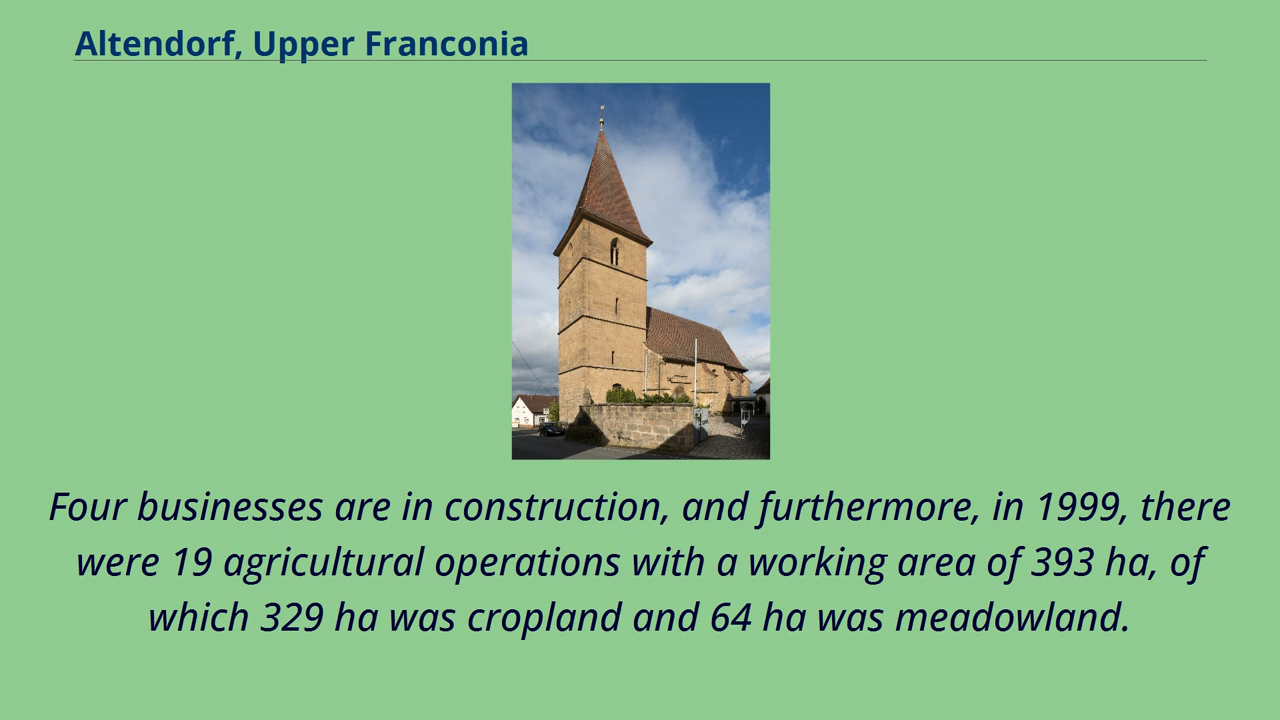 Altendorf, Upper Franconia
Four businesses are in construction, and furthermore, in 1999, there
were 19 agricultural operations with a working area of 393 ha, of
which 329 ha was cropland and 64 ha was meadowland.